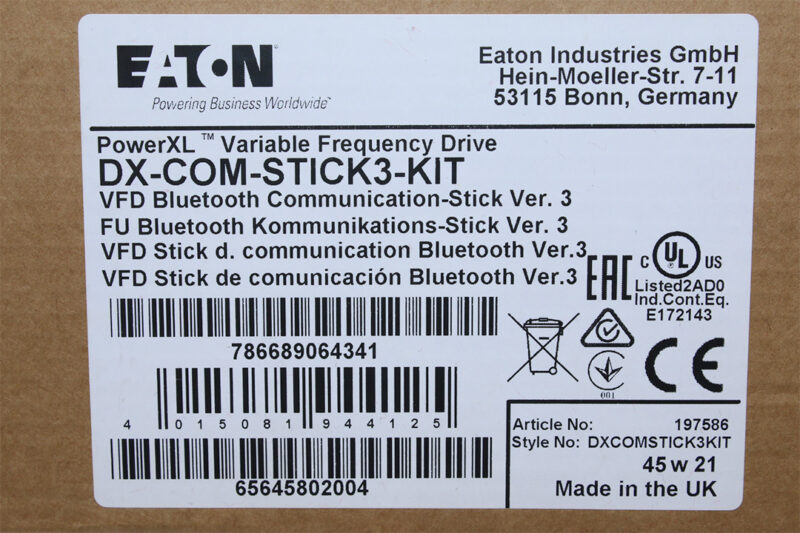 EATON
Powering Business Worldwide™
Eaton Industries GmbH
Hein-Moeller-Str. 7-11
53115 Bonn, Germany
PowerXL™ Variable Frequency Drive
DX-COM-STICK3-KIT
VFD Bluetooth Communication-Stick Ver. 3
FU Bluetooth Kommunikations-Stick Ver. 3
VFD Stick d. communication Bluetooth Ver.3
VFD Stick de comunicación Bluetooth Ver.3
EAC
C UL US
Listed2AD0
Ind.Cont.Eq.
E172143
786689064341
001
CE
4 015081 944125
65645802004
Article No: 197586
Style No: DXCOMSTICK3KIT
45 w 21
Made in the UK